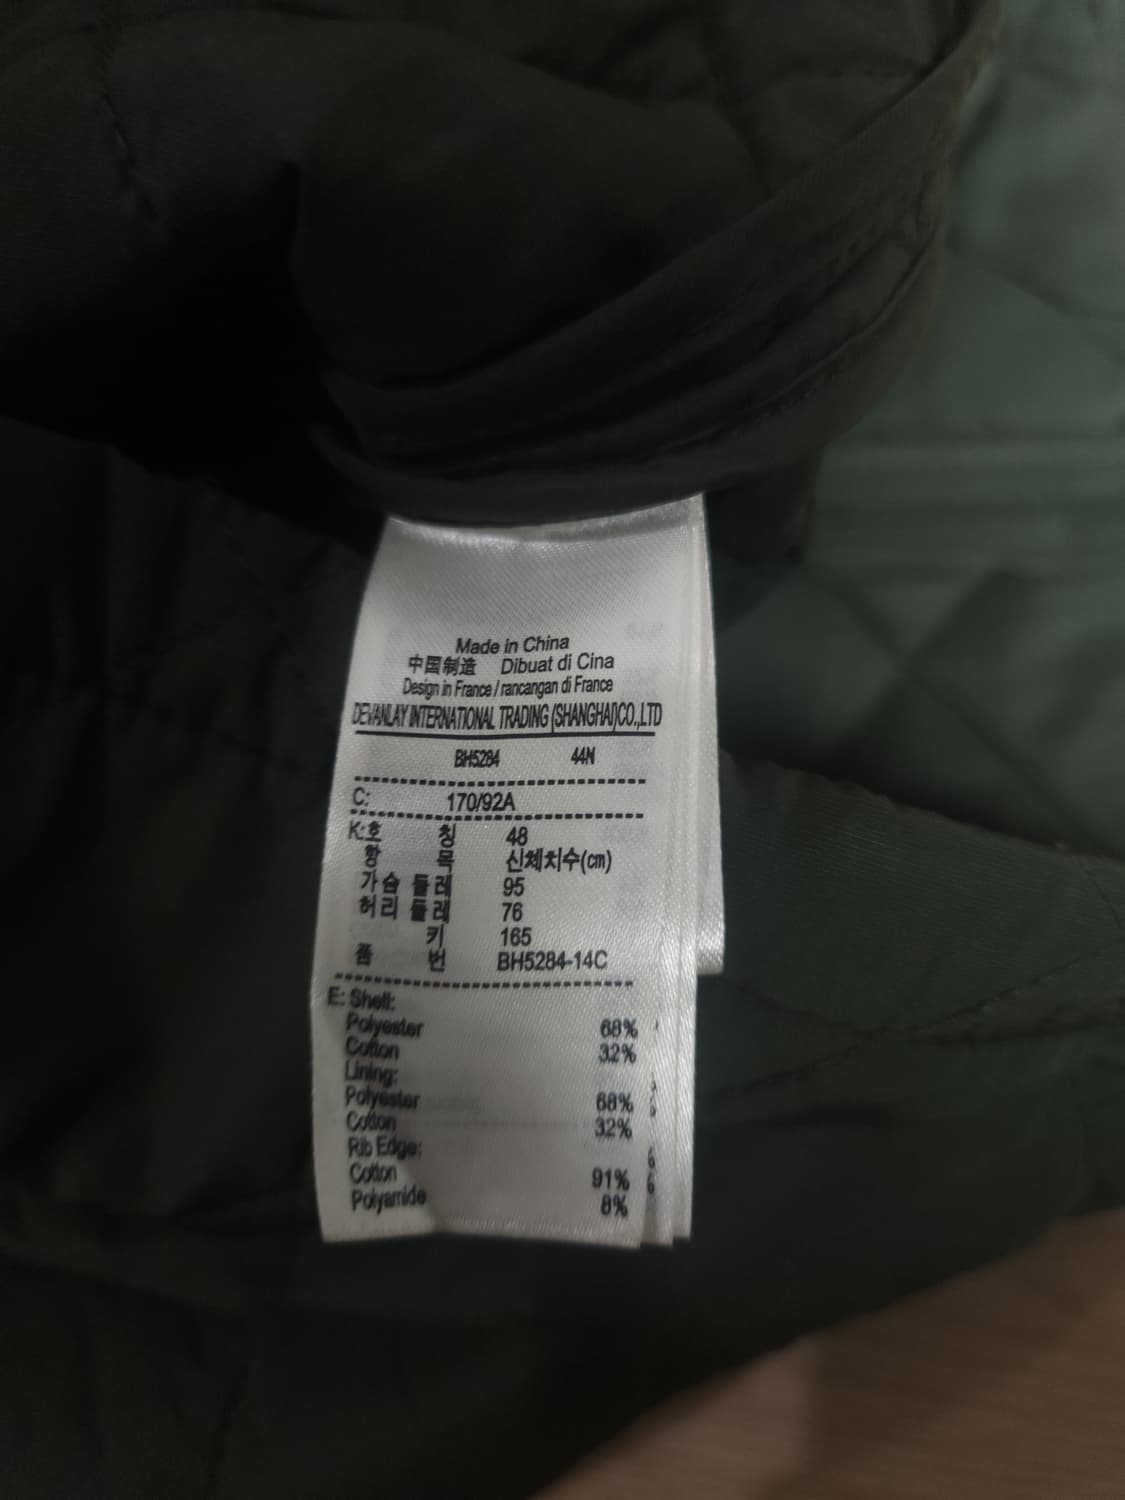 Made in China
中国制造 Dibuat di Cina
Design in France / rancangan di France
DEVANLAY INTERNATIONAL TRADING (SHANGHAI)CO.,LTD
BH5284 44N
C: 170/92A
K:호 칭 48
항 목 신체치수(cm)
가슴 둘레 95
허리 둘레 76
키 165
품 번 BH5284-14C
E: Shell:
Polyester 68%
Cotton 32%
Lining:
Polyester 68%
Cotton 32%
Rib Edge:
Cotton 91%
Polyamide 8%